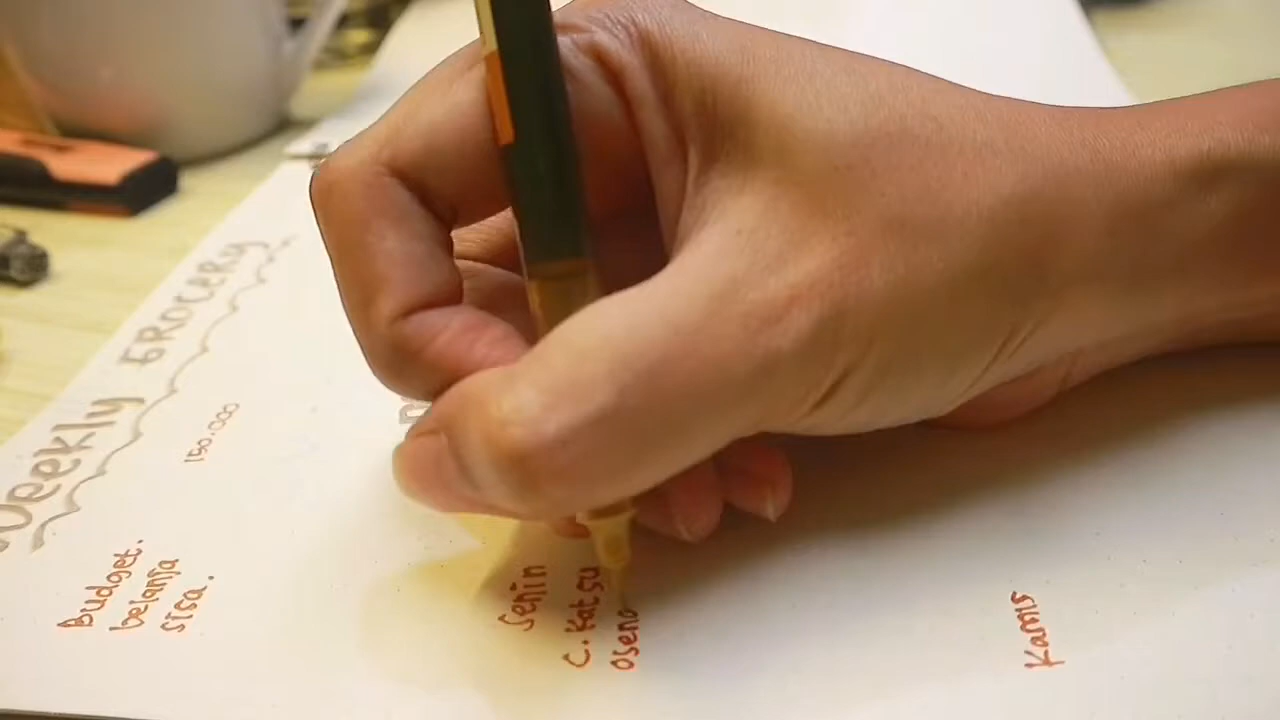 Weekly Grocery
Budget. 150.000
belanja
sisa.
Senin
C. Katsu
Oseng
Kamis